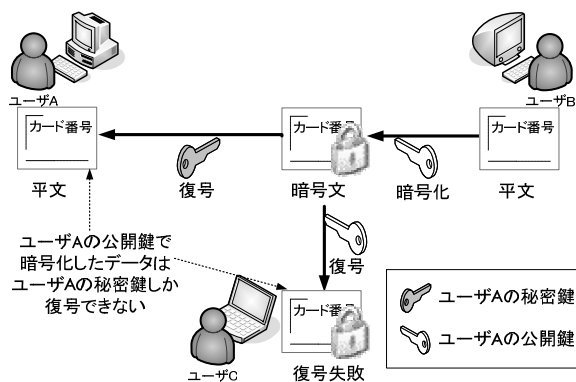 ユーザA
ユーザB
カード番号
カード番号
カード番号
平文
復号
暗号文
暗号化
平文
ユーザAの公開鍵で
暗号化したデータは
ユーザAの秘密鍵しか
復号できない
復号
カード番号
ユーザC
復号失敗
ユーザAの秘密鍵
ユーザAの公開鍵